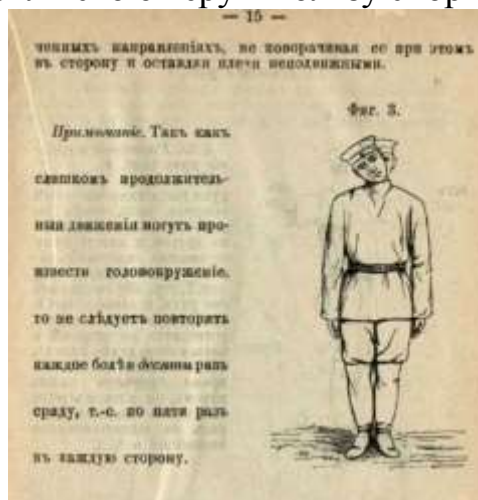 — 15 —
ченныхъ направленіяхъ, не поворачивая ее при этомъ
въ сторону и оставляя плечи неподвижными.
Фиг. 3.
Примѣчаніе. Такъ какъ
слишкомъ продолжитель-
ныя движенія могутъ про-
извести головокруженіе,
то не слѣдуетъ повторять
каждое болѣе десяти разъ
сряду, т.-е. по пяти разъ
въ каждую сторону.